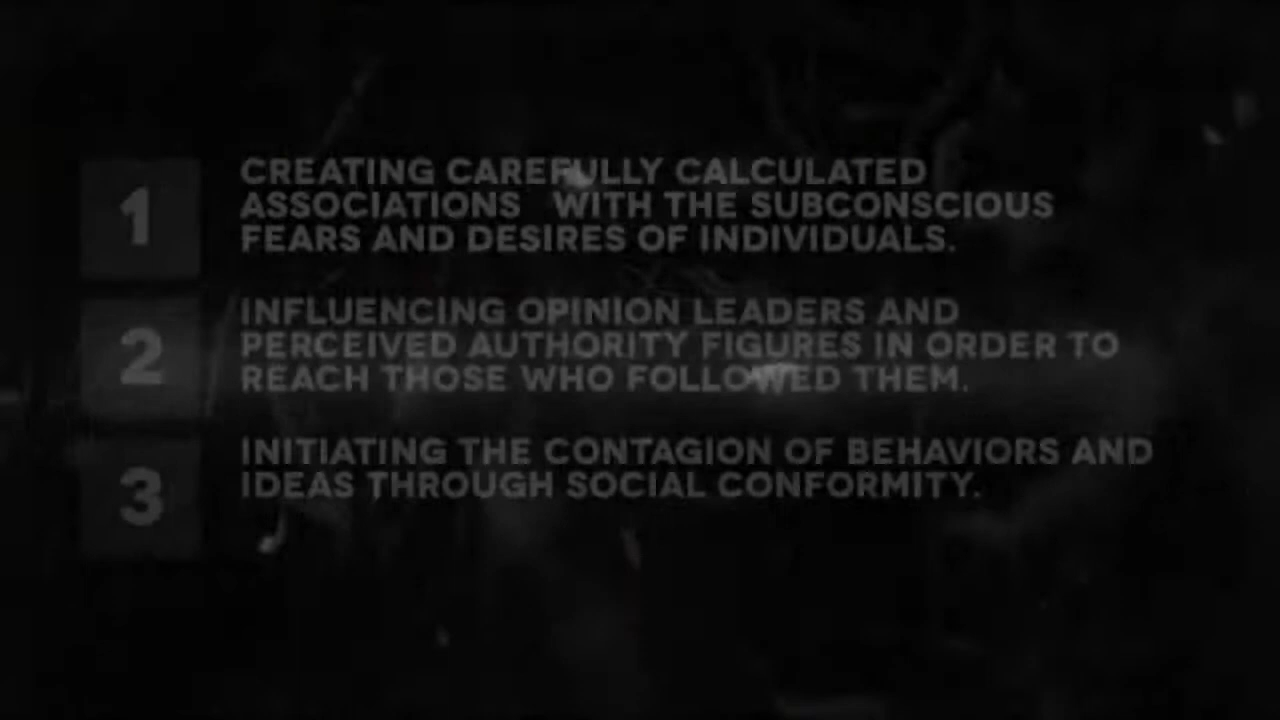 1
CREATING CAREFULLY CALCULATED
ASSOCIATIONS WITH THE SUBCONSCIOUS
FEARS AND DESIRES OF INDIVIDUALS.
2
INFLUENCING OPINION LEADERS AND
PERCEIVED AUTHORITY FIGURES IN ORDER TO
REACH THOSE WHO FOLLOWED THEM.
3
INITIATING THE CONTAGION OF BEHAVIORS AND
IDEAS THROUGH SOCIAL CONFORMITY.